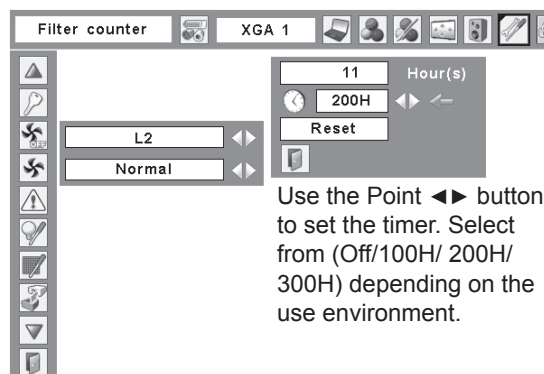 Filter counter XGA 1
11 Hour(s)
200H
Reset
OFF
L2
Normal
Use the Point ◄► button
to set the timer. Select
from (Off/100H/ 200H/
300H) depending on the
use environment.